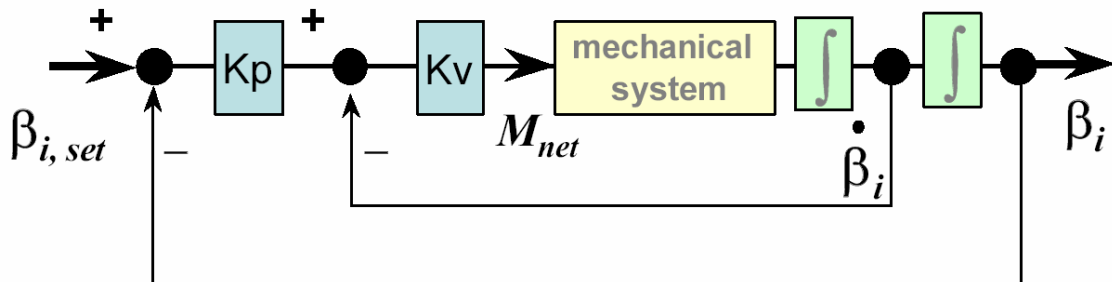 + +
Kp Kv mechanical system ∫ ∫
β i, set – – M net β̇ i β i